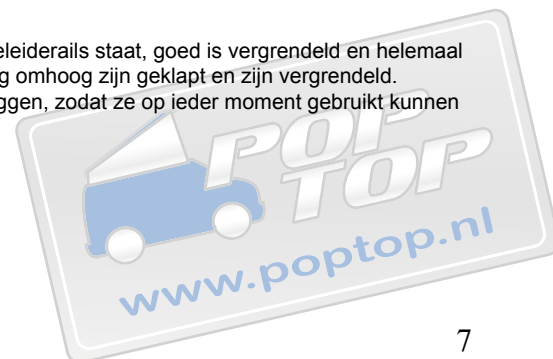 eleiderails staat, goed is vergrendeld en helemaal
g omhoog zijn geklapt en zijn vergrendeld.
ggen, zodat ze op ieder moment gebruikt kunnen
POP
TOP
www.poptop.nl
7